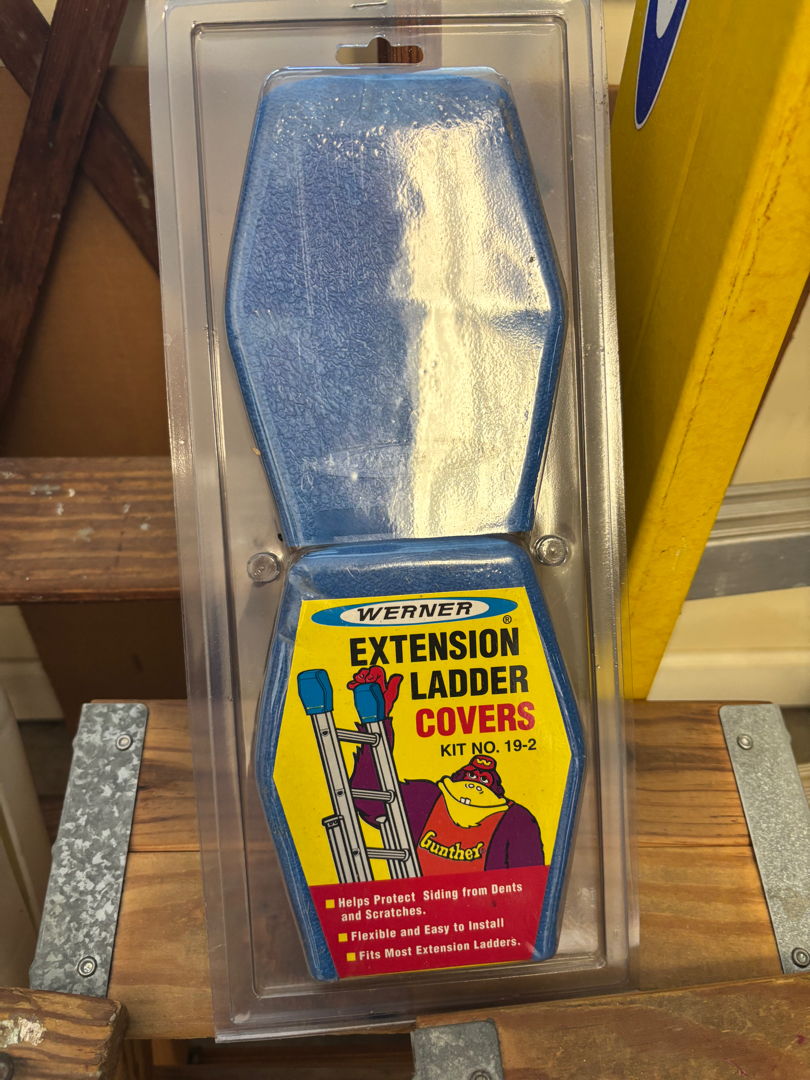 WERNER
®
EXTENSION
LADDER
COVERS
KIT NO. 19-2
W
Gunther
Helps Protect Siding from Dents
and Scratches.
Flexible and Easy to Install
Fits Most Extension Ladders.